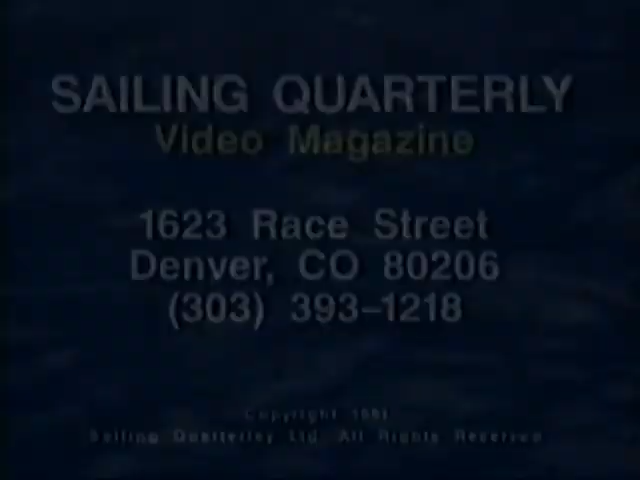 SAILING QUARTERLY
Video Magazine
1623 Race Street
Denver, CO 80206
(303) 393-1218
Copyright
Sailing Quarterley Ltd. All Rights Reserved